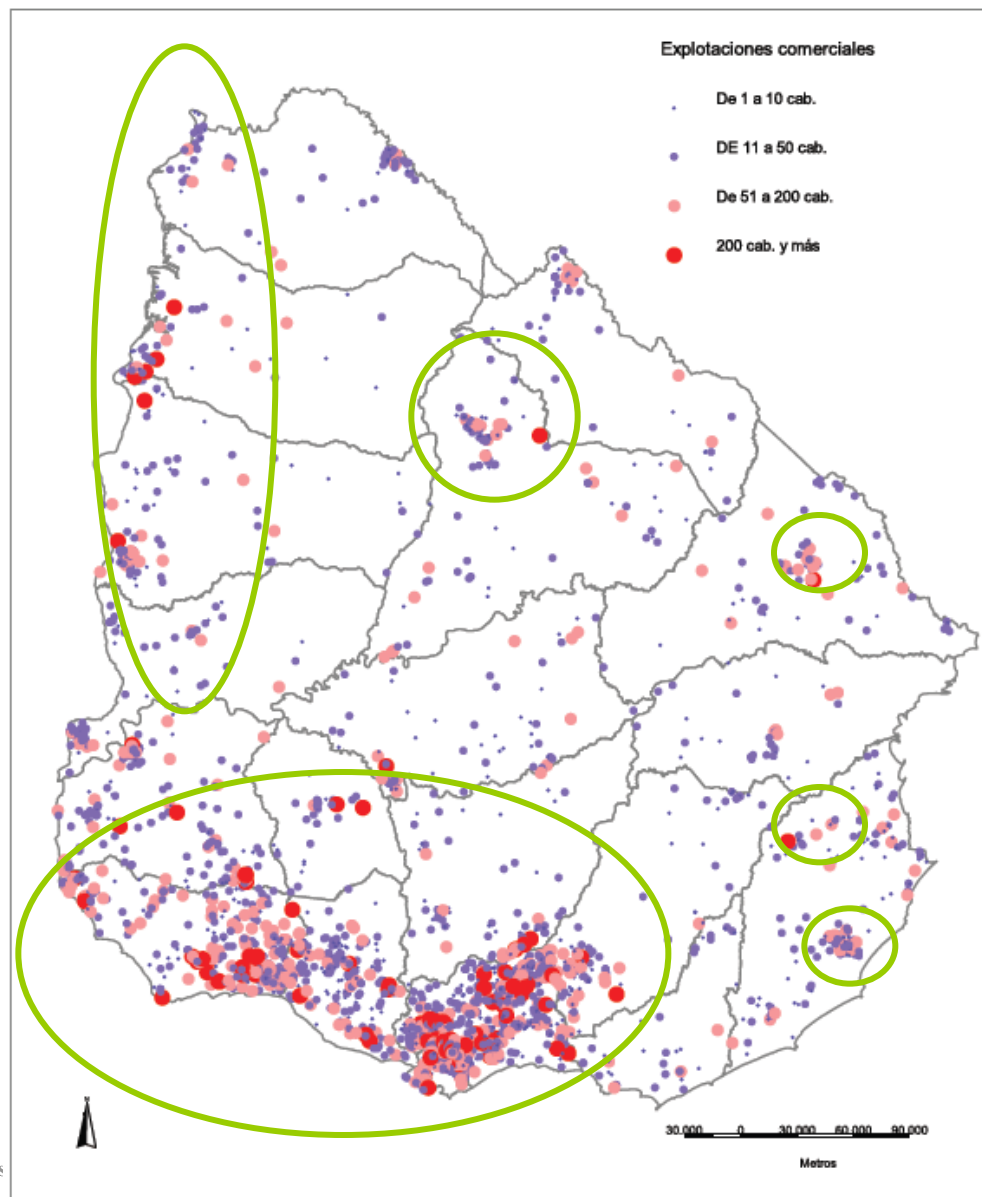 Explotaciones comerciales
De 1 a 10 cab.
DE 11 a 50 cab.
De 51 a 200 cab.
200 cab. y más
N
30.000 0 30.000 60.000 90.000
Metros